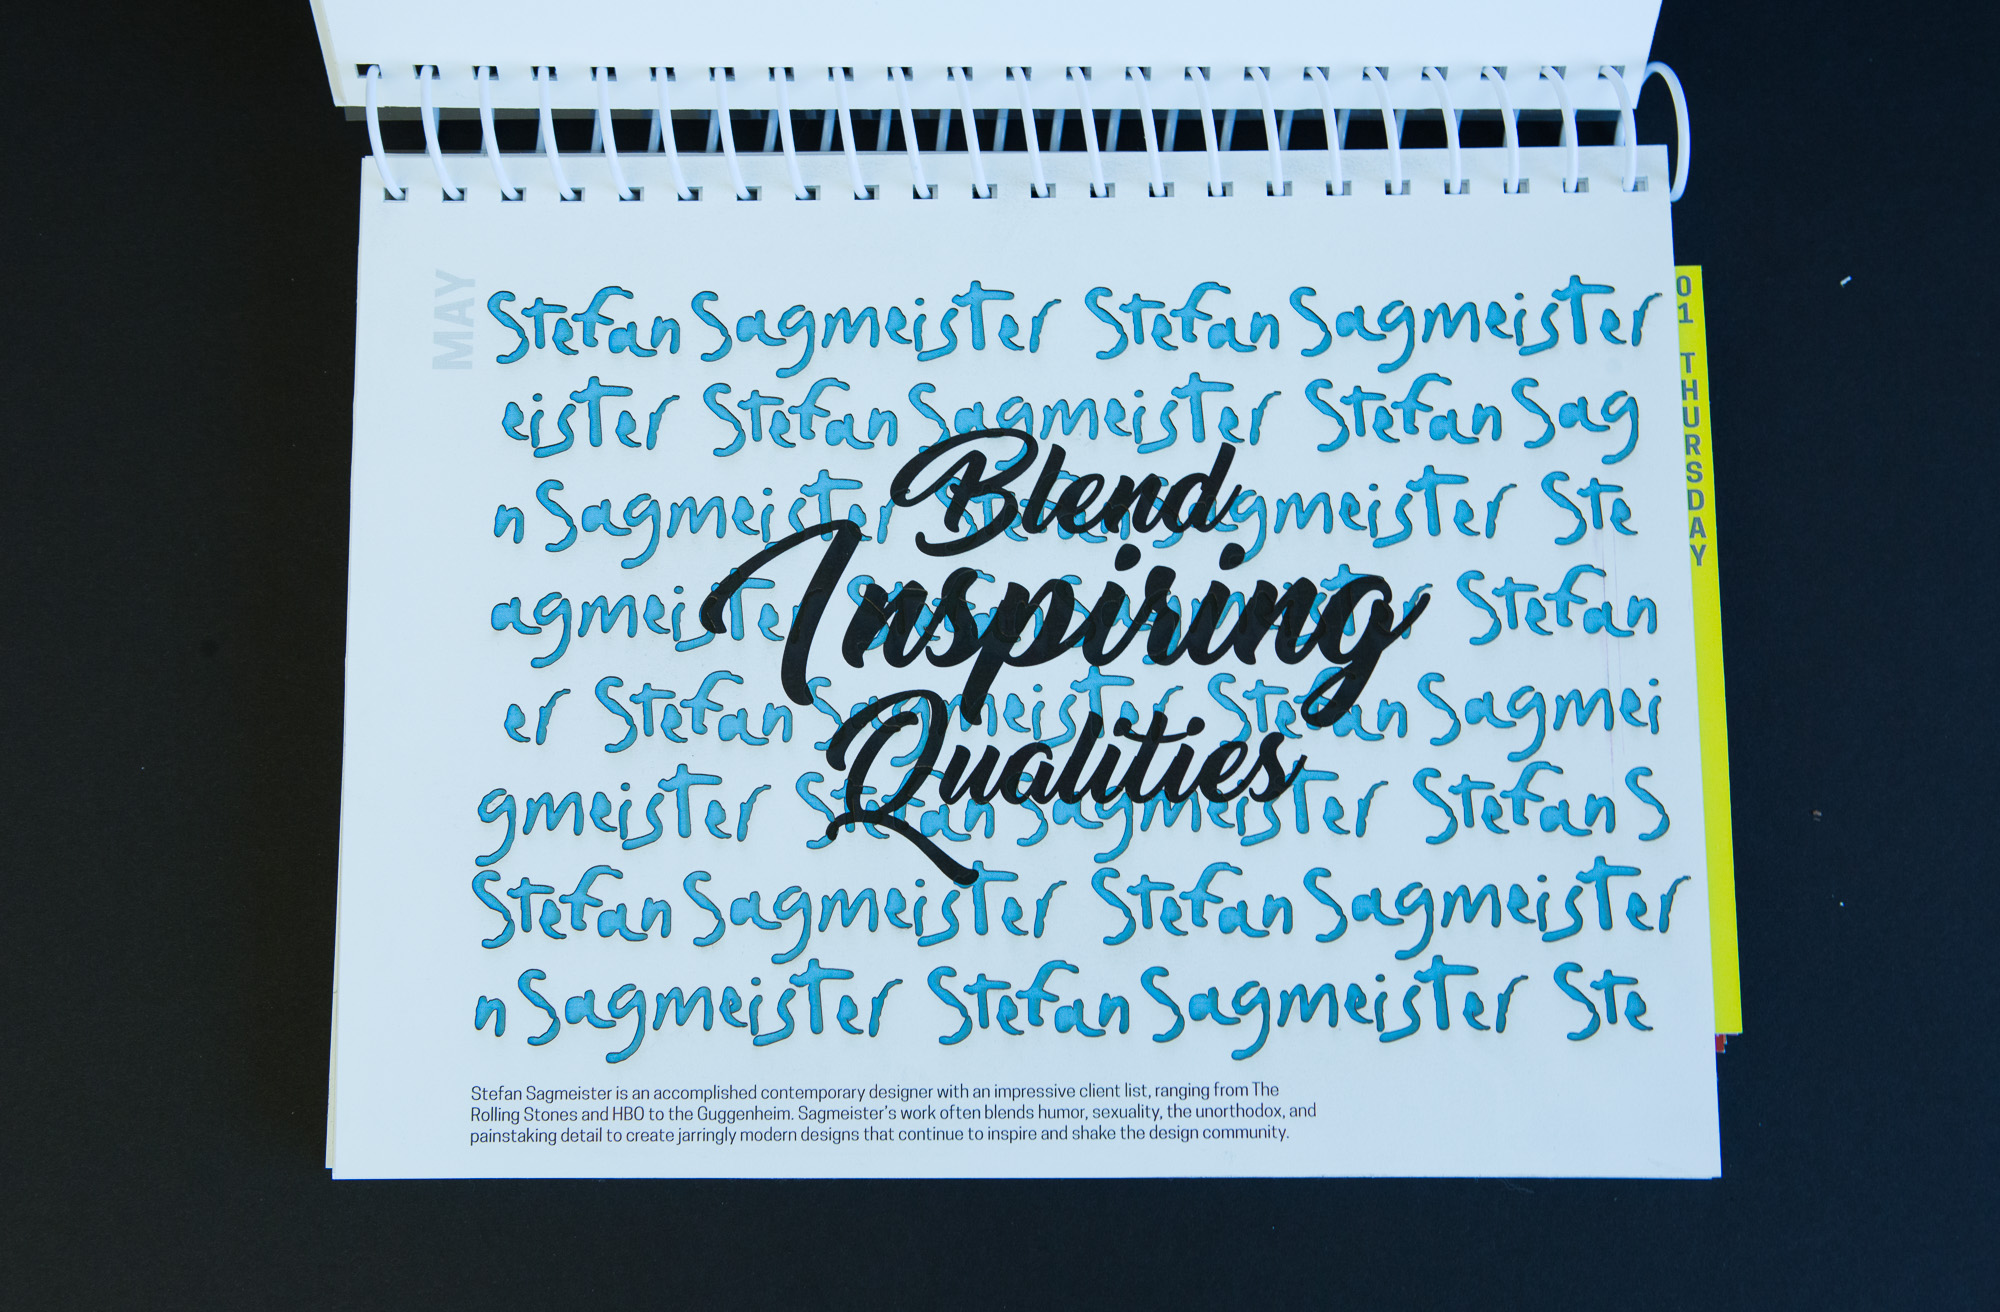 MAY
Stefan Sagmeister Stefan Sagmeister
eister Stefan Sagmeister Stefan Sag
n Sagmeister Stefan Sagmeister Ste
agmeister Stefan Sagmeister Stefan
er Stefan Sagmeister Stefan Sagmei
gmeister Stefan Sagmeister Stefan S
Stefan Sagmeister Stefan Sagmeister
n Sagmeister Stefan Sagmeister Ste
Blend
Inspiring
Qualities
01 THURSDAY
Stefan Sagmeister is an accomplished contemporary designer with an impressive client list, ranging from The
Rolling Stones and HBO to the Guggenheim. Sagmeister's work often blends humor, sexuality, the unorthodox, and
painstaking detail to create jarringly modern designs that continue to inspire and shake the design community.